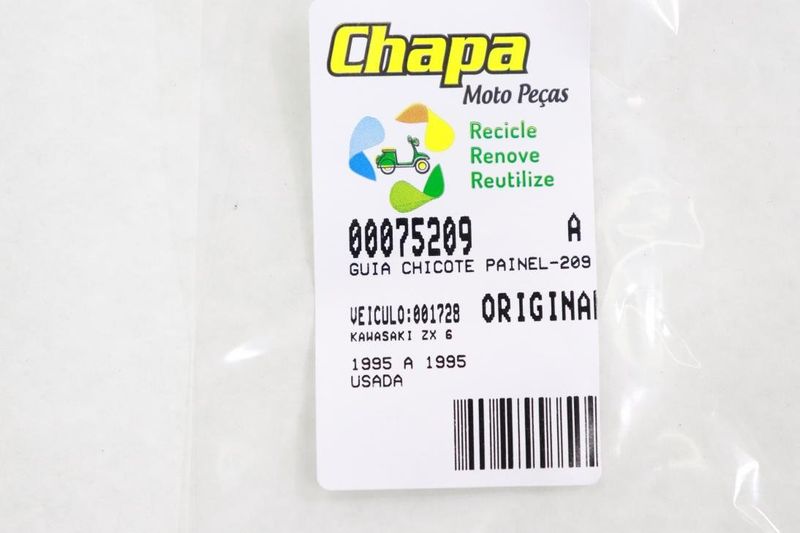 Chapa
Moto Peças
Recicle
Renove
Reutilize
00075209 A
GUIA CHICOTE PAINEL-209
VEICULO:001728 ORIGINA
KAWASAKI ZX 6
1995 A 1995
USADA